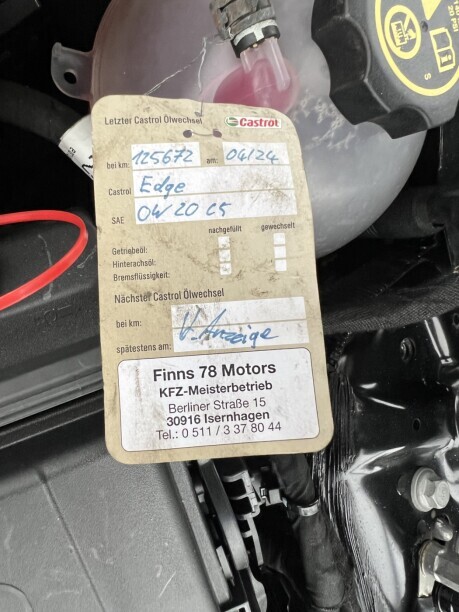 Letzter Castrol Ölwechsel Castrol
bei km: 125672 am: 04/24
Castrol Edge
SAE 0W20 C5
nachgefüllt gewechselt
Getriebeöl:
Hinterachsöl:
Bremsflüssigkeit:
Nächster Castrol Ölwechsel
bei km:
V. Anzeige
spätestens am:
Finns 78 Motors
KFZ-Meisterbetrieb
Berliner Straße 15
30916 Isernhagen
Tel.: 0 511 / 3 37 80 44